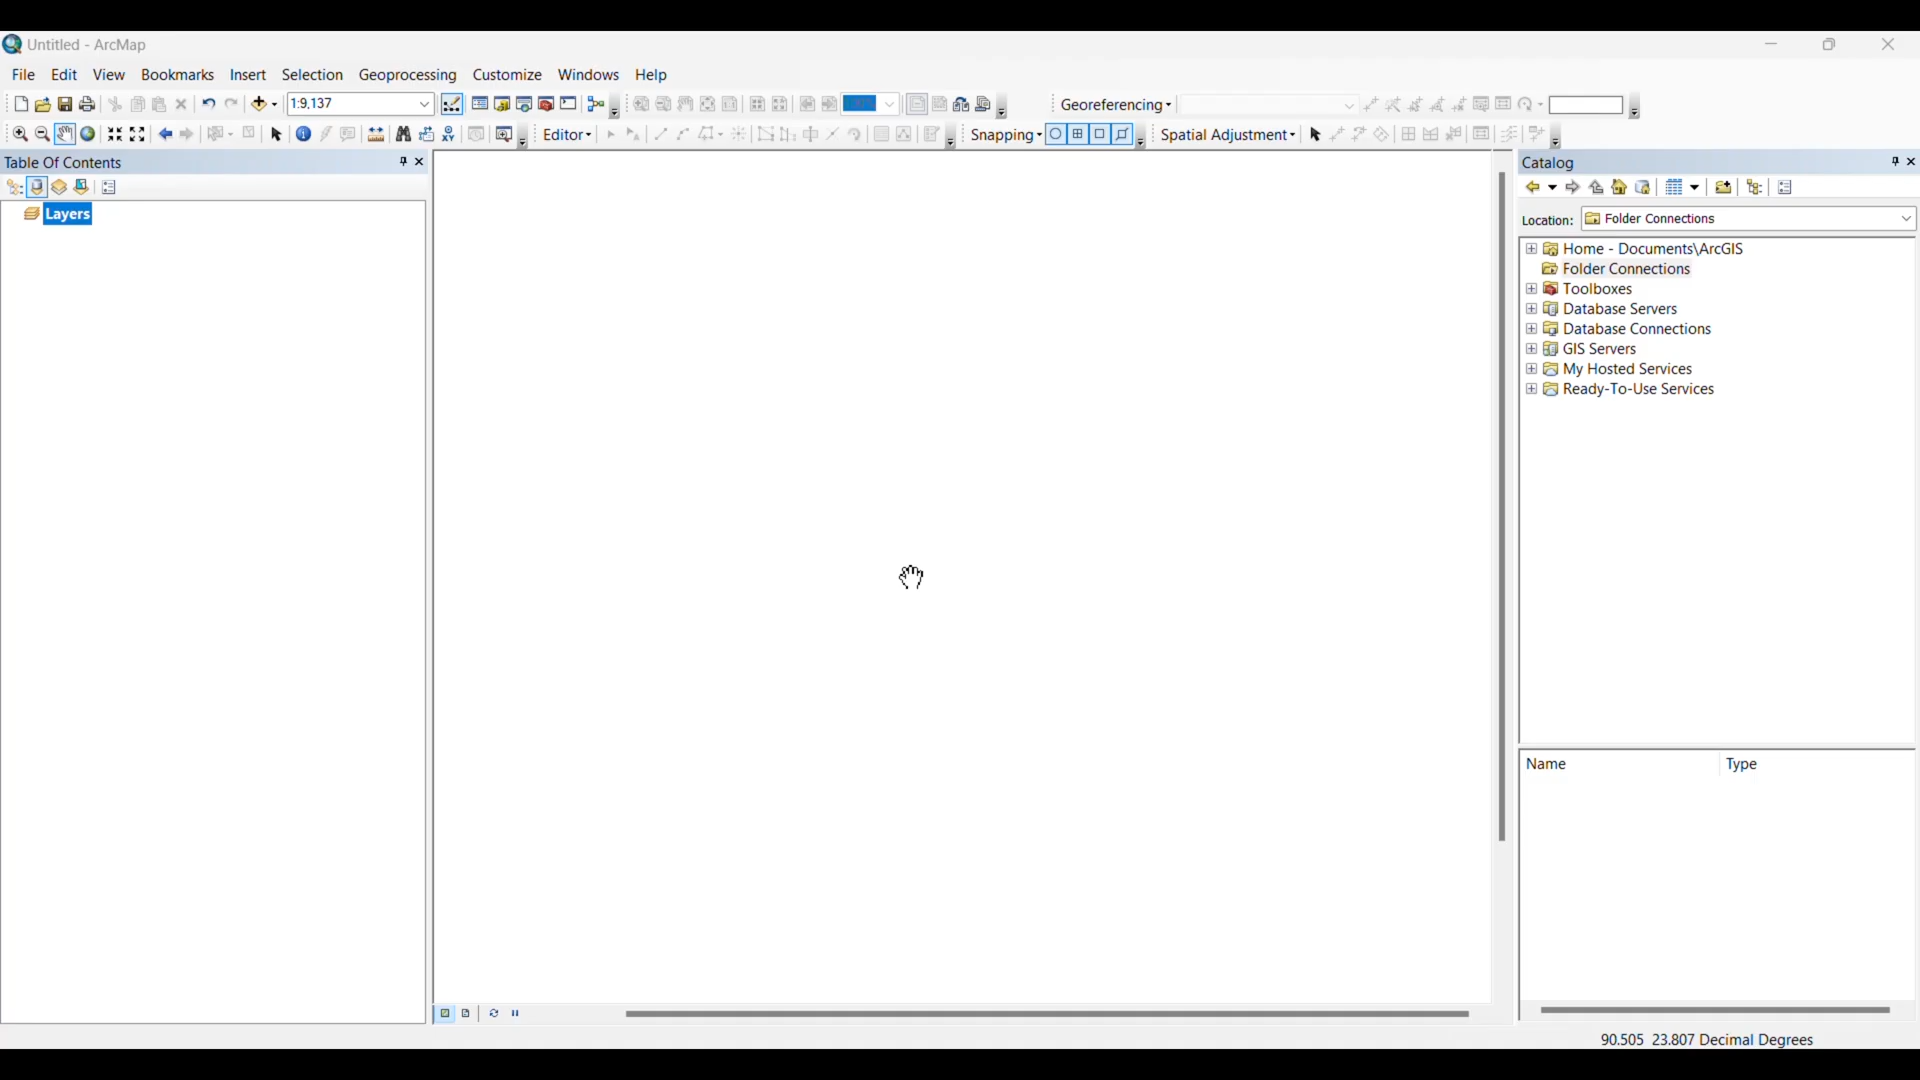 Untitled - ArcMap
File Edit View Bookmarks Insert Selection Geoprocessing Customize Windows Help
1:9,137 Georeferencing
Editor Snapping Spatial Adjustment
Table Of Contents
Layers
Catalog
Location: Folder Connections
Home - Documents\ArcGIS
Folder Connections
Toolboxes
Database Servers
Database Connections
GIS Servers
My Hosted Services
Ready-To-Use Services
Name Type
90.505 23.807 Decimal Degrees